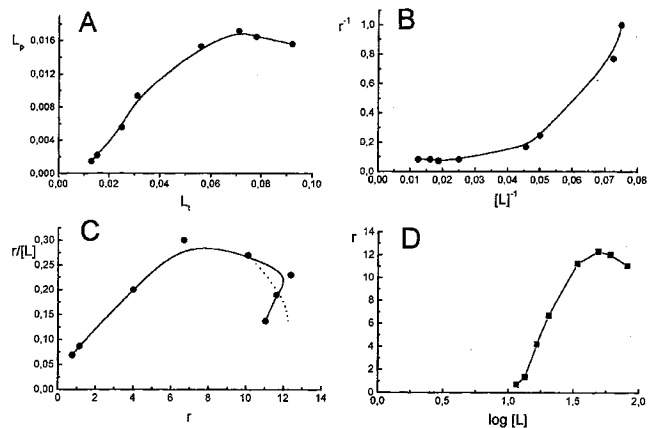 A
L_p
0,016
0,012
0,008
0,004
0,000
0,00 0,02 0,04 0,06 0,08 0,10
L_t
B
r⁻¹
1,0
0,8
0,6
0,4
0,2
0,0
0,00 0,01 0,02 0,03 0,04 0,05 0,06 0,07 0,08
[L]⁻¹
C
r/[L]
0,30
0,25
0,20
0,15
0,10
0,05
0,00
0 2 4 6 8 10 12 14
r
D
r
14
12
10
8
6
4
2
0
0,0 0,5 1,0 1,5 2,0
log [L]